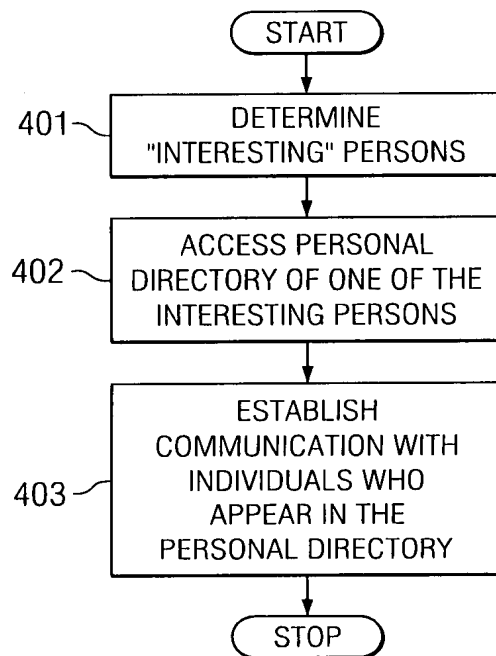 START
401
DETERMINE
"INTERESTING" PERSONS
402
ACCESS PERSONAL
DIRECTORY OF ONE OF THE
INTERESTING PERSONS
403
ESTABLISH
COMMUNICATION WITH
INDIVIDUALS WHO
APPEAR IN THE
PERSONAL DIRECTORY
STOP